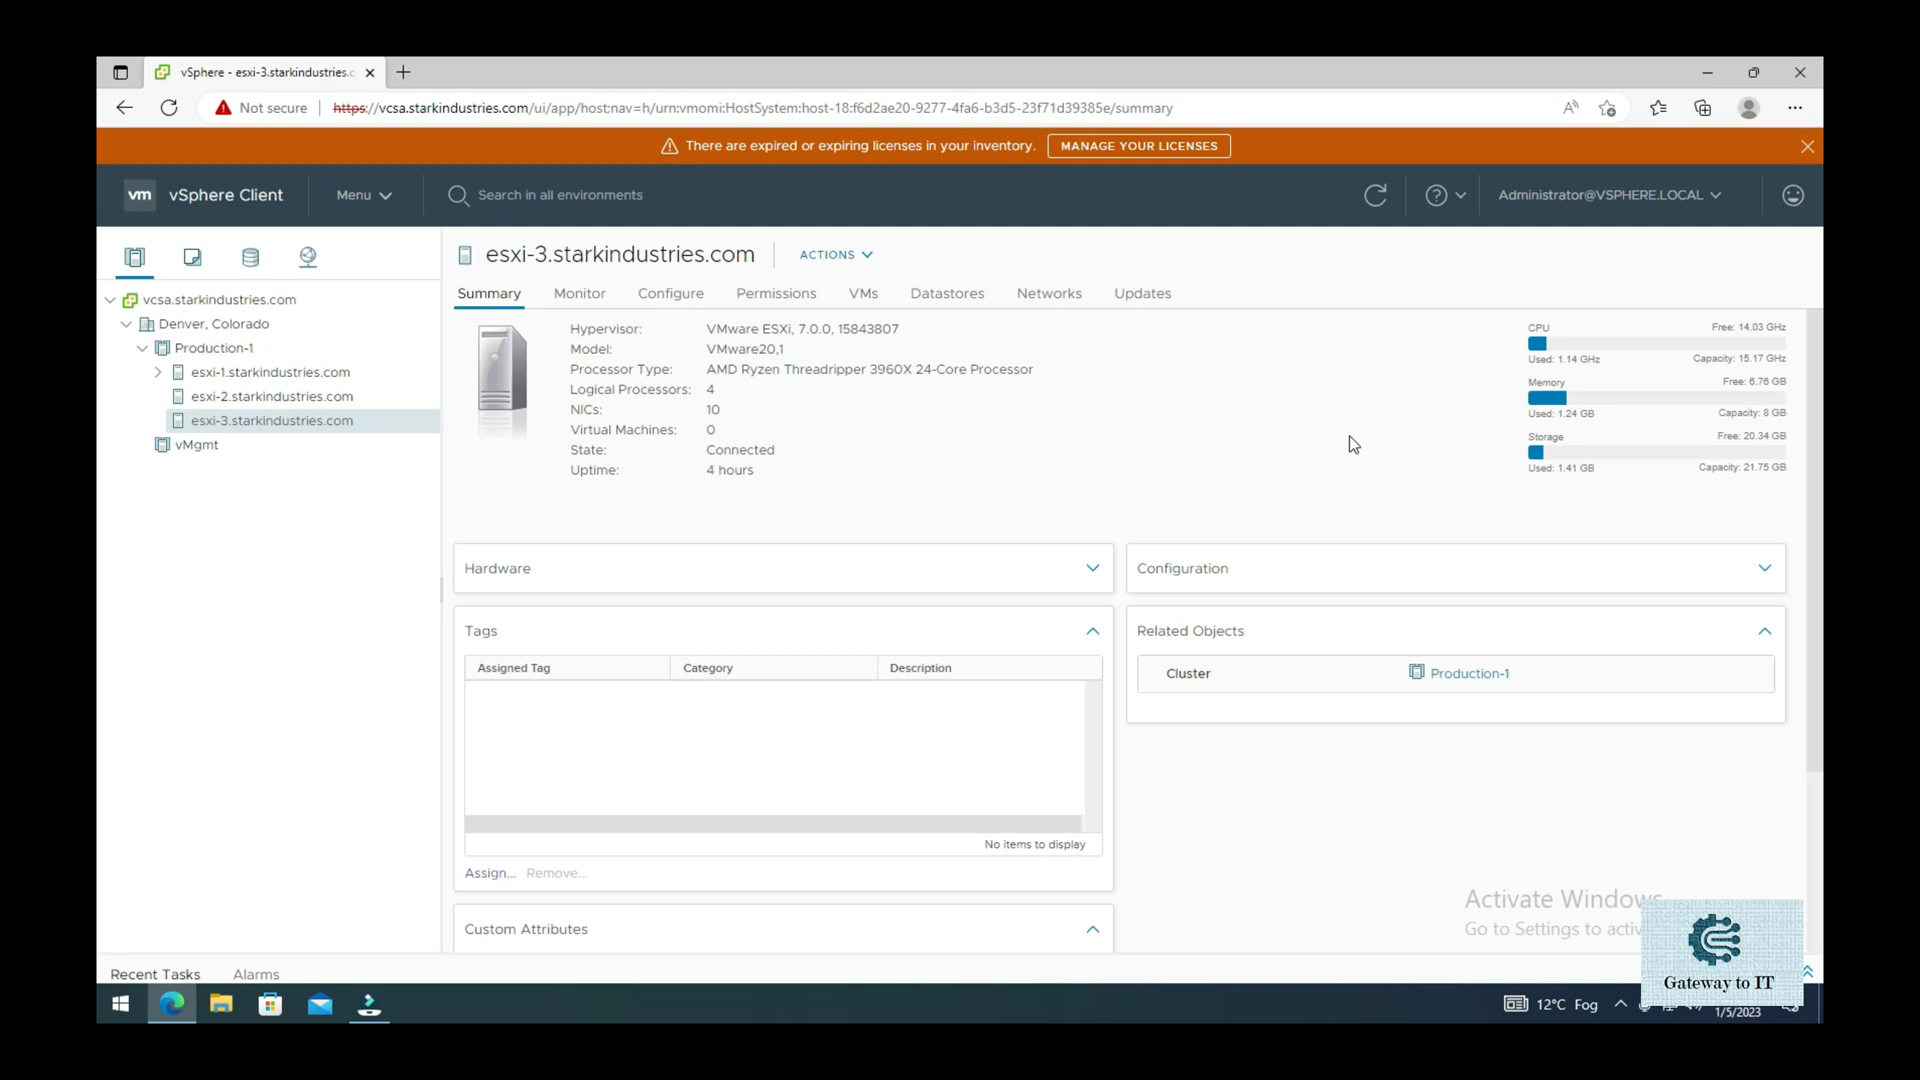 vSphere - esxi-3.starkindustries.c
Not secure
https://vcsa.starkindustries.com/ui/app/host;nav=h/urn:vmomi:HostSystem:host-18:f6d2ae20-9277-4fa6-b3d5-23f71d39385e/summary
There are expired or expiring licenses in your inventory.
MANAGE YOUR LICENSES
vm
vSphere Client
Menu
Search in all environments
Administrator@VSPHERE.LOCAL
vcsa.starkindustries.com
Denver, Colorado
Production-1
esxi-1.starkindustries.com
esxi-2.starkindustries.com
esxi-3.starkindustries.com
vMgmt
esxi-3.starkindustries.com
ACTIONS
Summary Monitor Configure Permissions VMs Datastores Networks Updates
Hypervisor: VMware ESXi, 7.0.0, 15843807
Model: VMware20,1
Processor Type: AMD Ryzen Threadripper 3960X 24-Core Processor
Logical Processors: 4
NICs: 10
Virtual Machines: 0
State: Connected
Uptime: 4 hours
CPU Free: 14.03 GHz
Used: 1.14 GHz Capacity: 15.17 GHz
Memory Free: 6.76 GB
Used: 1.24 GB Capacity: 8 GB
Storage Free: 20.34 GB
Used: 1.41 GB Capacity: 21.75 GB
Hardware
Configuration
Tags
Assigned Tag Category Description
No items to display
Assign... Remove...
Related Objects
Cluster Production-1
Custom Attributes
Activate Windows
Go to Settings to activ
Gateway to IT
Recent Tasks Alarms
12°C Fog
1/5/2023